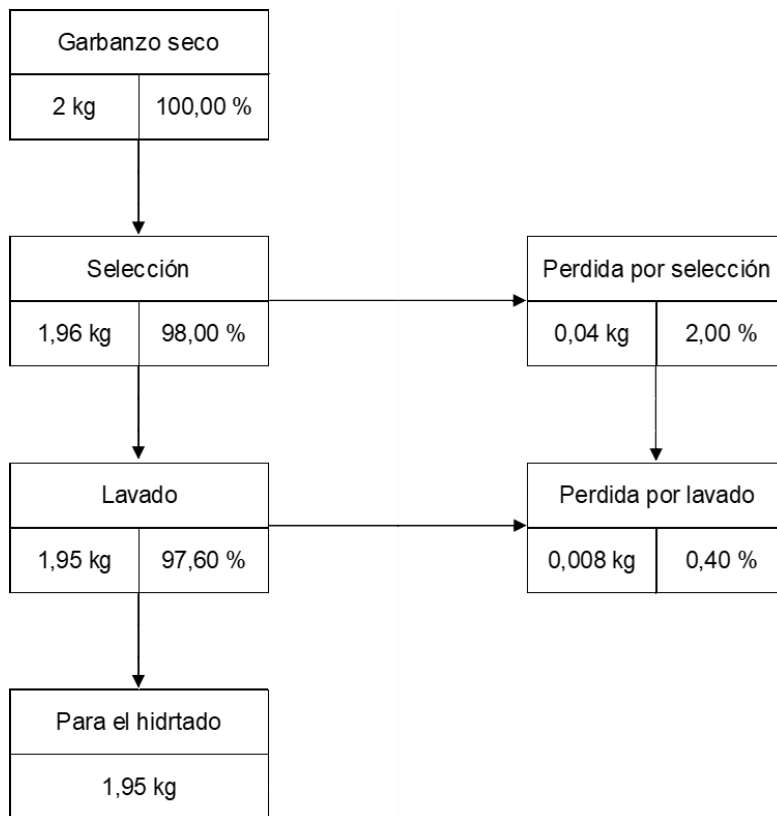 Garbanzo seco
2 kg 100,00 %
Selección Perdida por selección
1,96 kg 98,00 % 0,04 kg 2,00 %
Lavado Perdida por lavado
1,95 kg 97,60 % 0,008 kg 0,40 %
Para el hidrtado
1,95 kg